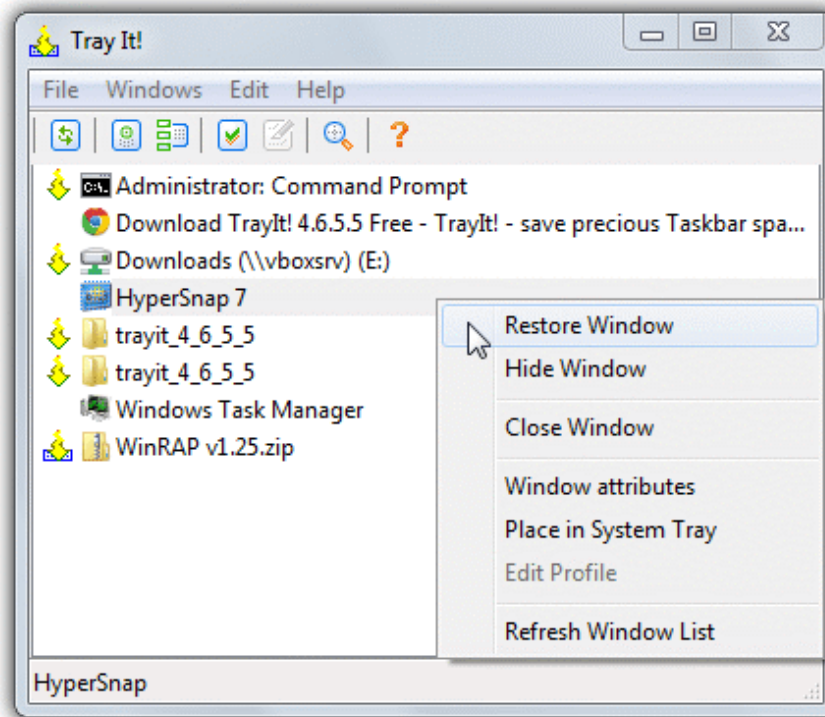 Tray It!
File Windows Edit Help
Administrator: Command Prompt
Download TrayIt! 4.6.5.5 Free - TrayIt! - save precious Taskbar spa...
Downloads (\\vboxsrv) (E:)
HyperSnap 7
trayit_4_6_5_5
trayit_4_6_5_5
Windows Task Manager
WinRAP v1.25.zip
Restore Window
Hide Window
Close Window
Window attributes
Place in System Tray
Edit Profile
Refresh Window List
HyperSnap